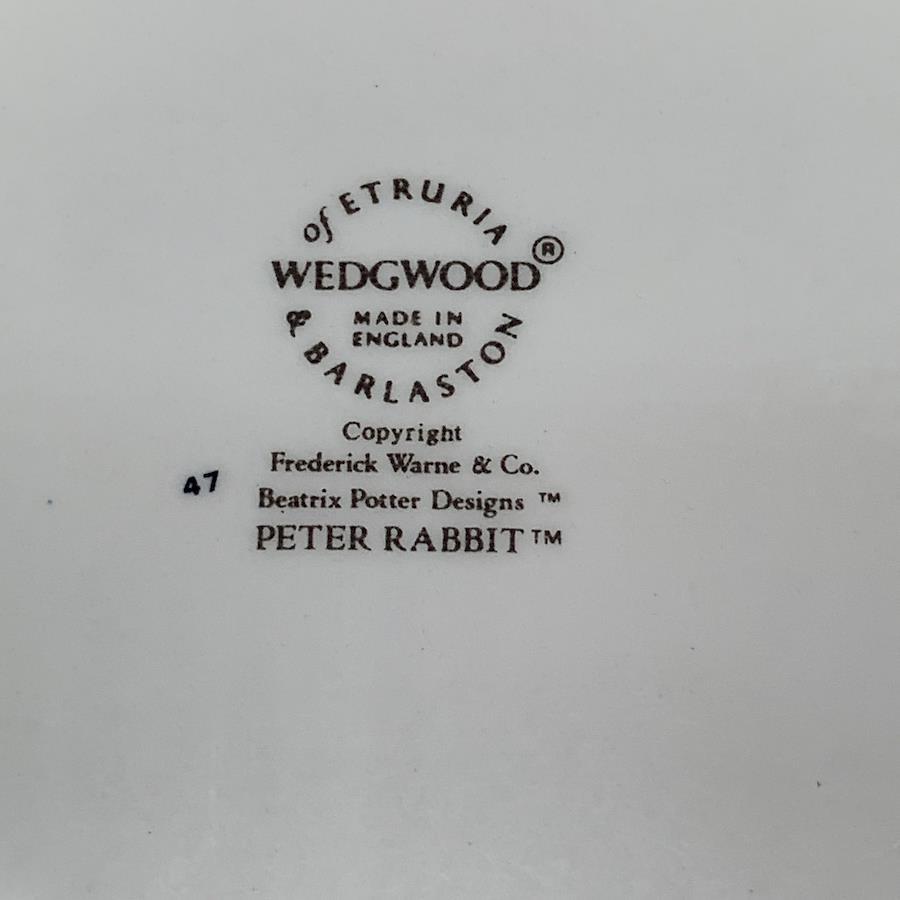 of ETRURIA
WEDGWOOD®
MADE IN
ENGLAND
& BARLASTON
Copyright
Frederick Warne & Co.
47
Beatrix Potter Designs ™
PETER RABBIT™